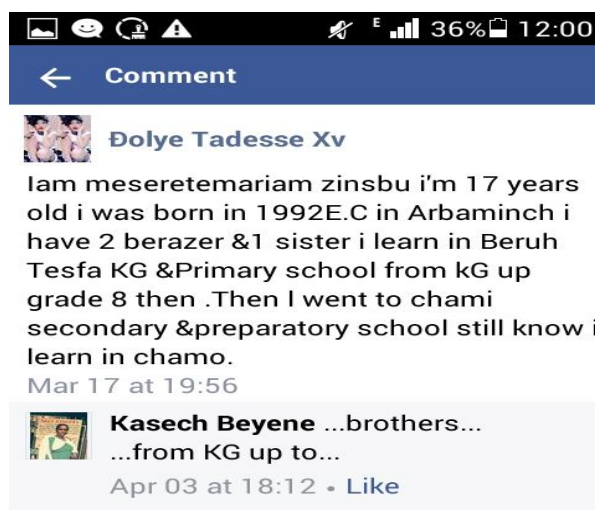 E 36% 12:00
Comment
Đolye Tadesse Xv
Iam meseretemariam zinsbu i'm 17 years
old i was born in 1992E.C in Arbaminch i
have 2 berazer &1 sister i learn in Beruh
Tesfa KG &Primary school from kG up
grade 8 then .Then I went to chami
secondary &preparatory school still know i
learn in chamo.
Mar 17 at 19:56
Kasech Beyene ...brothers...
...from KG up to...
Apr 03 at 18:12 • Like